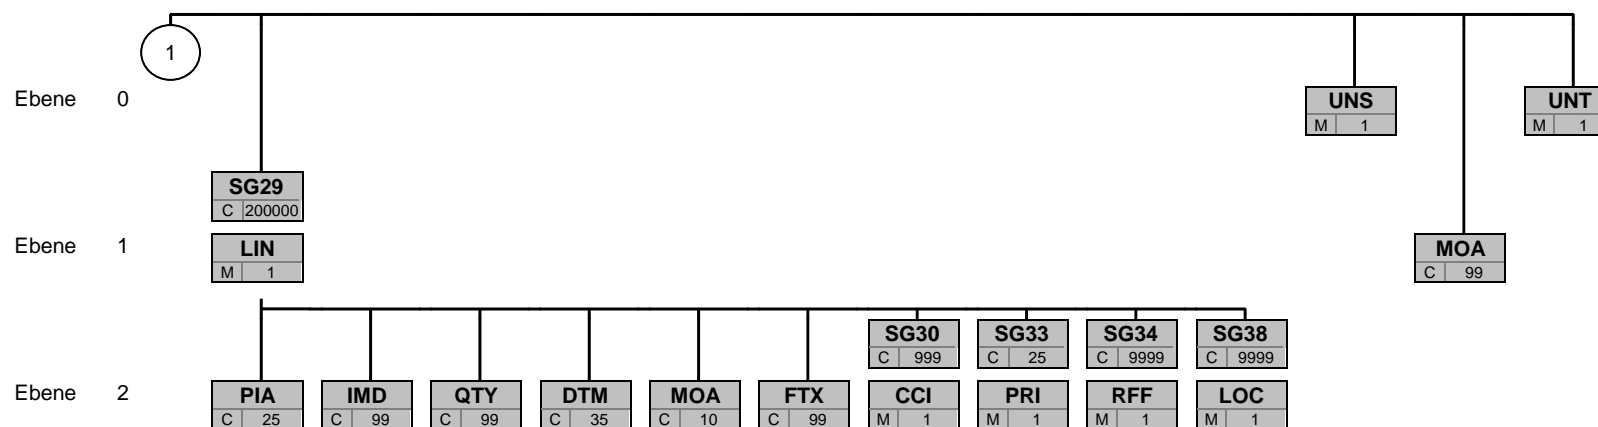 1
Ebene 0
UNS
M 1
UNT
M 1
SG29
C 200000
Ebene 1
LIN
M 1
MOA
C 99
SG30
C 999
SG33
C 25
SG34
C 9999
SG38
C 9999
Ebene 2
PIA
C 25
IMD
C 99
QTY
C 99
DTM
C 35
MOA
C 10
FTX
C 99
CCI
M 1
PRI
M 1
RFF
M 1
LOC
M 1